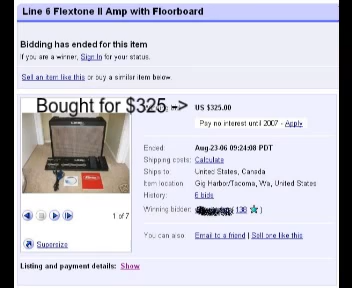 Line 6 Flextone II Amp with Floorboard
Bidding has ended for this item
If you are a winner, Sign In for your status.
Sell an item like this or buy a similar item below.
Bought for $325 ->
US $325.00
Pay no interest until 2007 - Apply
Ended: Aug-23-06 09:24:08 PDT
Shipping costs: Calculate
Ships to: United States, Canada
Item location: Gig Harbor/Tacoma, Wa, United States
History: 6 bids
Winning bidder: (138 )
1 of 7
You can also: Email to a friend | Sell one like this
Supersize
Listing and payment details: Show